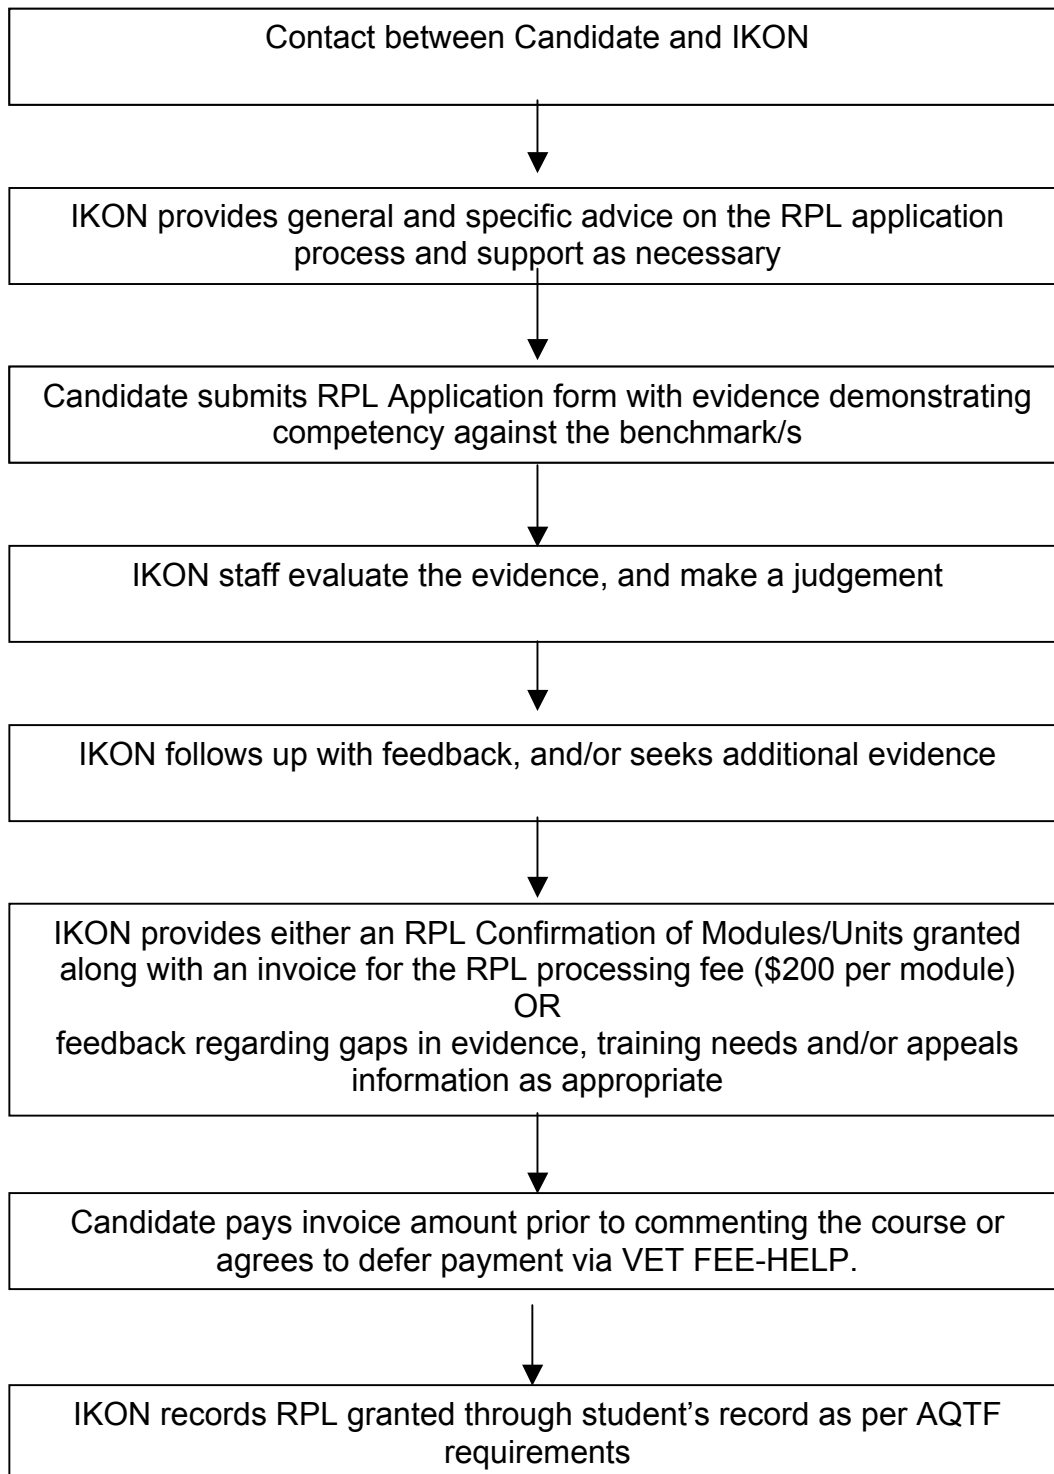 Contact between Candidate and IKON
IKON provides general and specific advice on the RPL application
process and support as necessary
Candidate submits RPL Application form with evidence demonstrating
competency against the benchmark/s
IKON staff evaluate the evidence, and make a judgement
IKON follows up with feedback, and/or seeks additional evidence
IKON provides either an RPL Confirmation of Modules/Units granted
along with an invoice for the RPL processing fee ($200 per module)
OR
feedback regarding gaps in evidence, training needs and/or appeals
information as appropriate
Candidate pays invoice amount prior to commenting the course or
agrees to defer payment via VET FEE-HELP.
IKON records RPL granted through student’s record as per AQTF
requirements